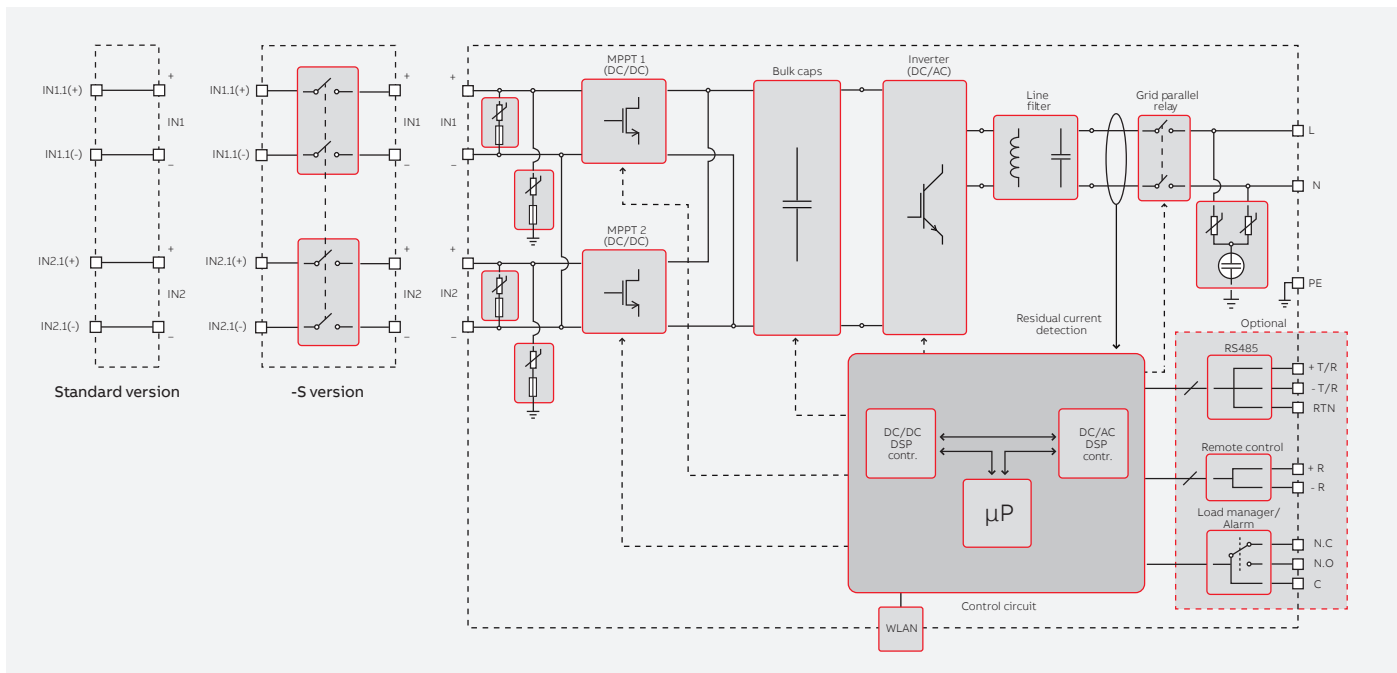 IN1.1(+)
+
IN1
IN1.1(-)
–
IN2.1(+)
+
IN2
IN2.1(-)
–
Standard version
IN1.1(+)
+
IN1
IN1.1(-)
–
IN2.1(+)
+
IN2
IN2.1(-)
–
-S version
+
IN1
–
+
IN2
–
MPPT 1
(DC/DC)
MPPT 2
(DC/DC)
Bulk caps
Inverter
(DC/AC)
Line
filter
Grid parallel
relay
L
N
PE
Residual current
detection
Optional
RS485
+ T/R
- T/R
RTN
Remote control
+ R
- R
Load manager/
Alarm
N.C
N.O
C
DC/DC
DSP
contr.
DC/AC
DSP
contr.
µP
Control circuit
WLAN